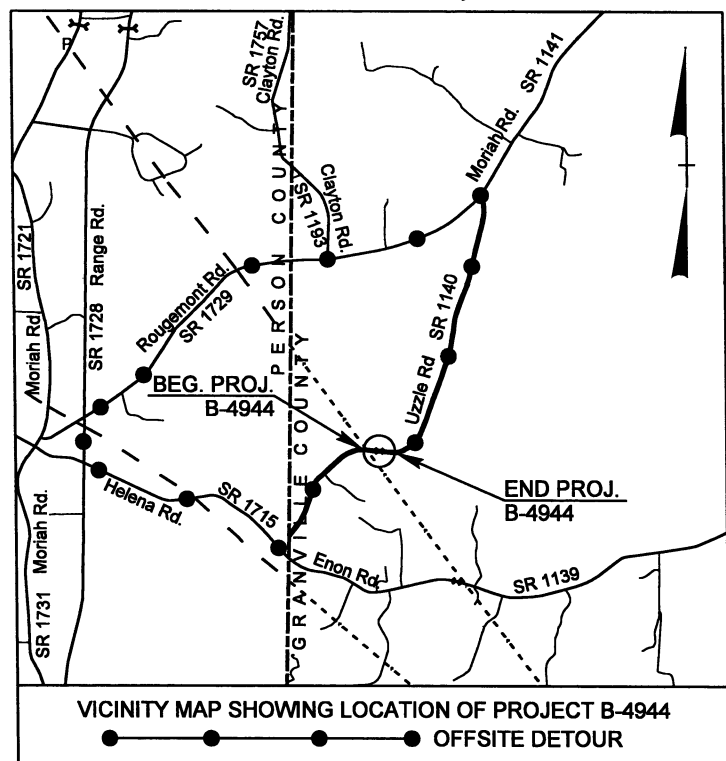 P
SR 1757
Clayton Rd.
SR 1141
Moriah Rd.
Clayton Rd.
SR 1193
PERSON COUNTY
GRANVILLE COUNTY
SR 1721
Moriah Rd
Range Rd.
SR 1728
Rougemont Rd.
SR 1729
SR 1140
Uzzle Rd
BEG. PROJ.
B-4944
END PROJ.
B-4944
Helena Rd.
SR 1715
Enon Rd.
SR 1139
Moriah Rd.
SR 1731
VICINITY MAP SHOWING LOCATION OF PROJECT B-4944
OFFSITE DETOUR